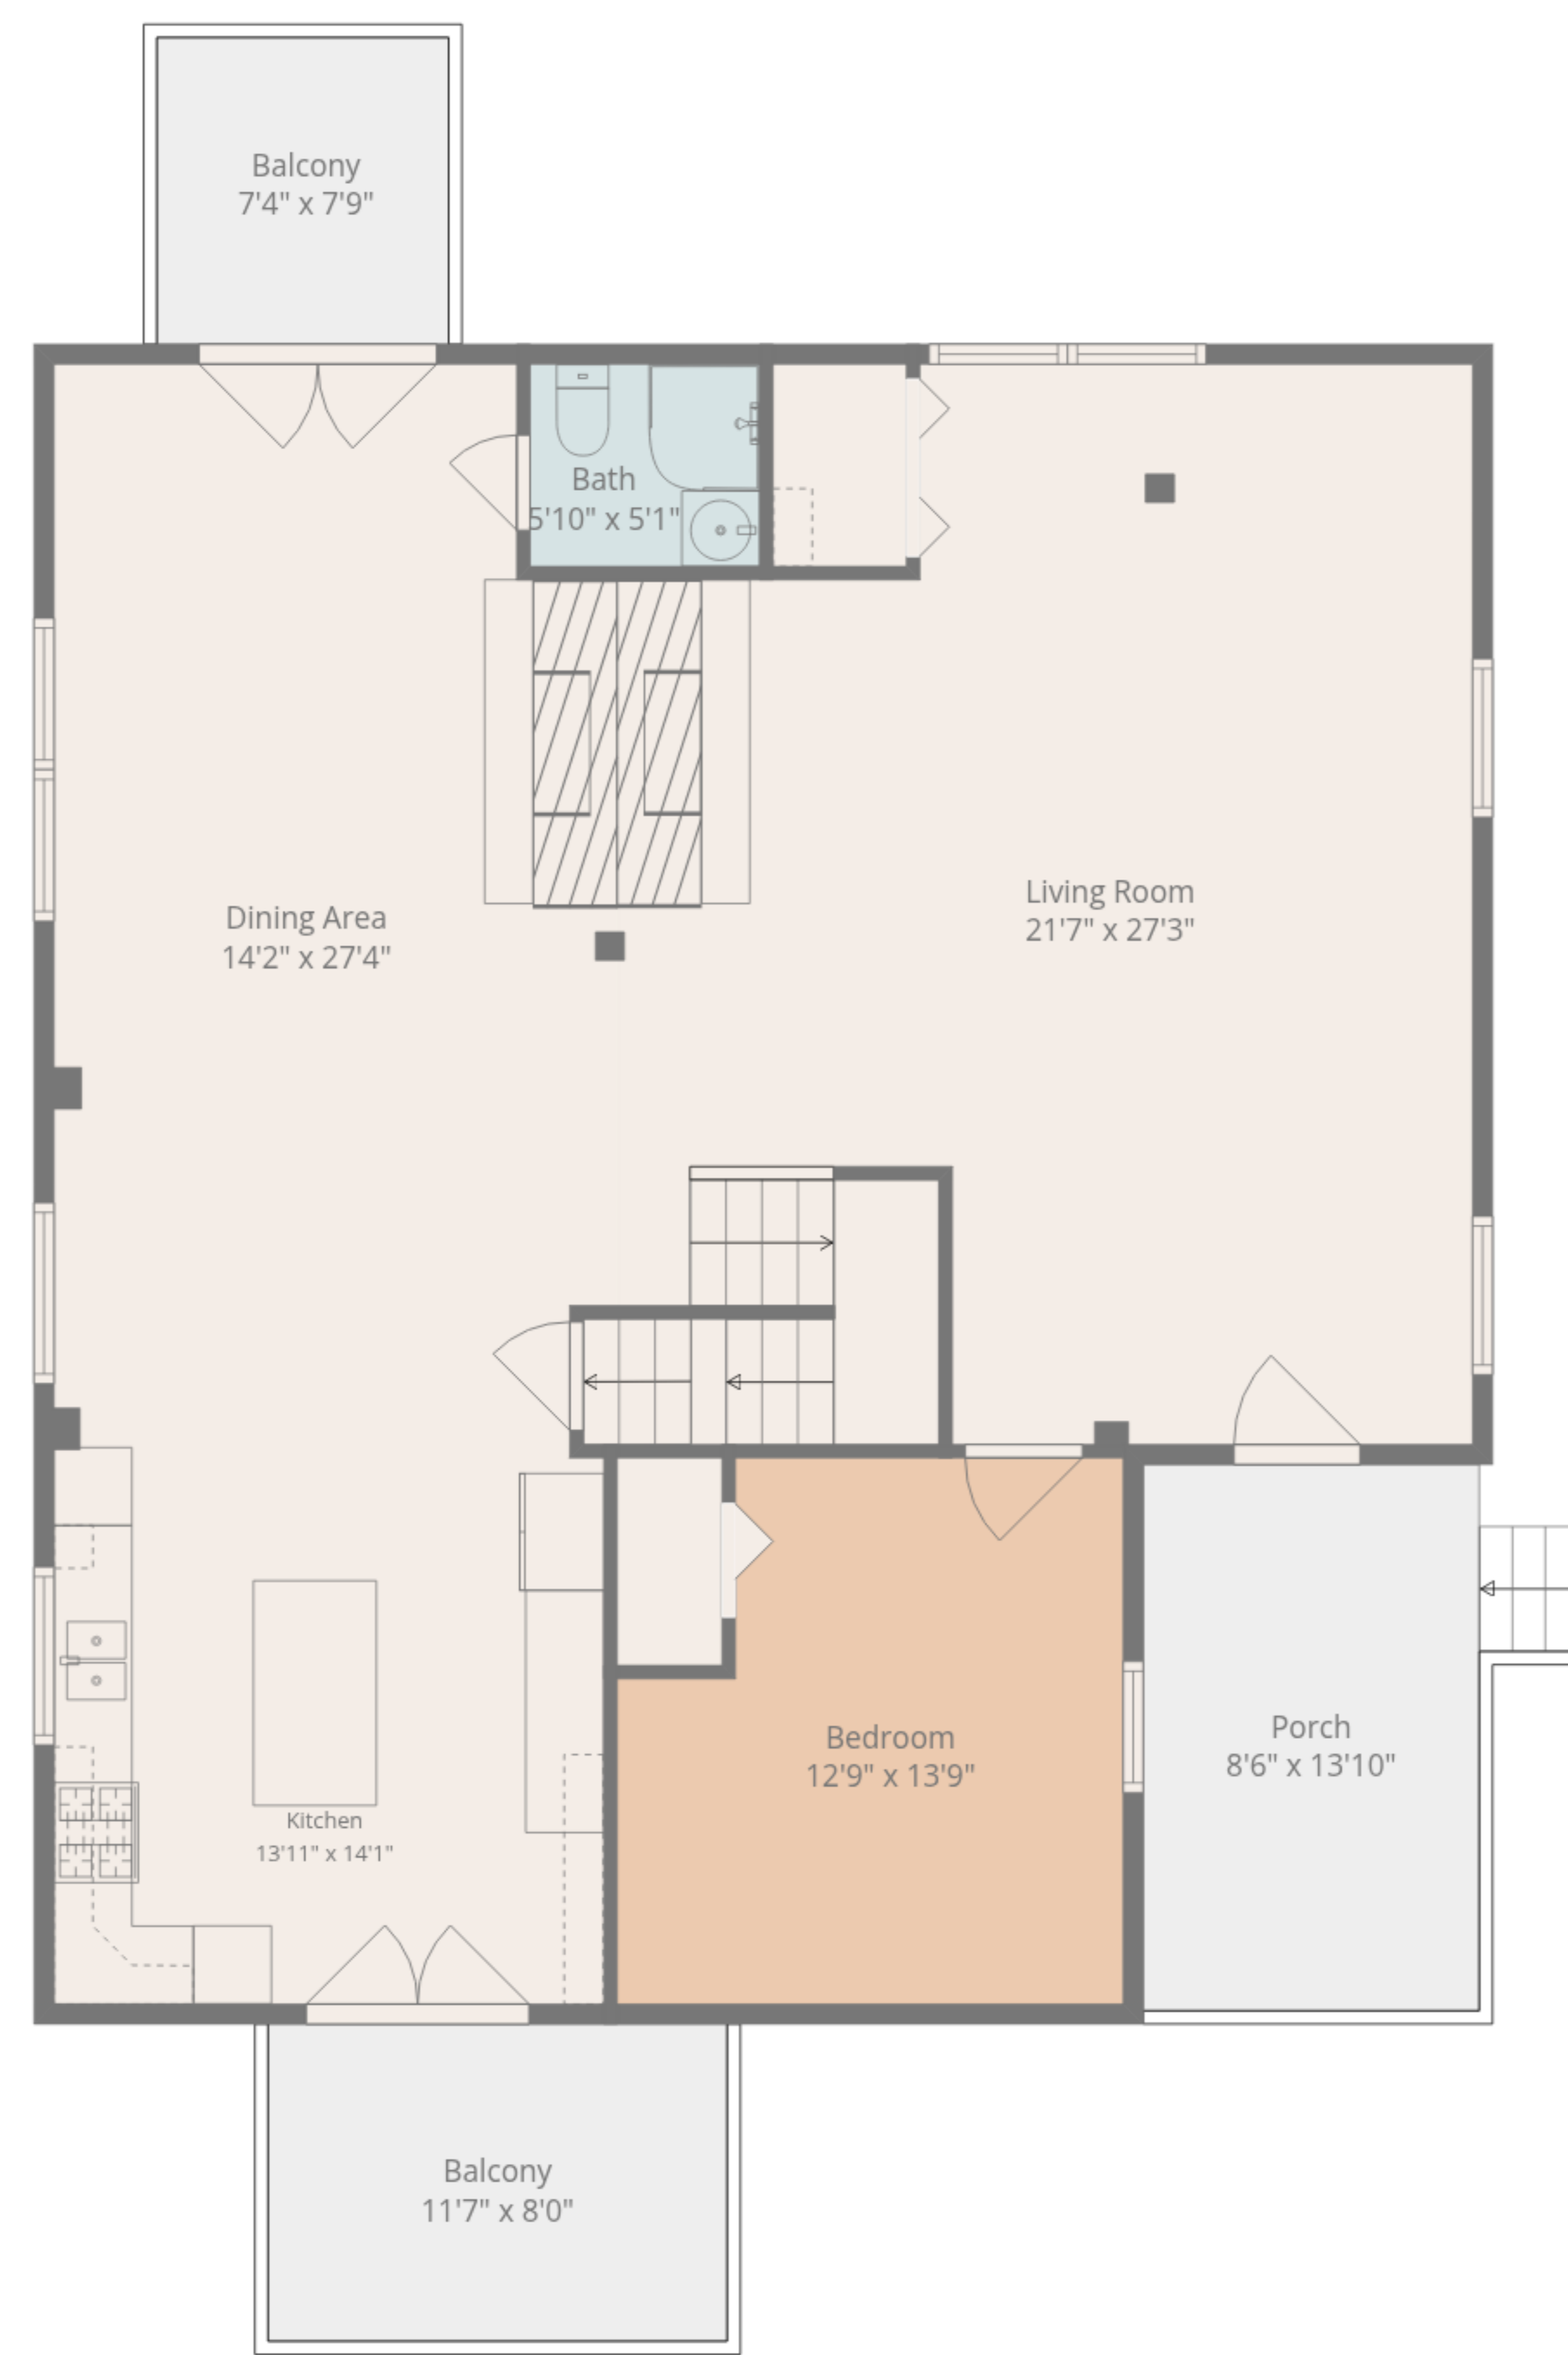 Balcony
7'4" x 7'9"
Bath
5'10" x 5'1"
Living Room
21'7" x 27'3"
Dining Area
14'2" x 27'4"
Porch
8'6" x 13'10"
Bedroom
12'9" x 13'9"
Kitchen
13'11" x 14'1"
Balcony
11'7" x 8'0"